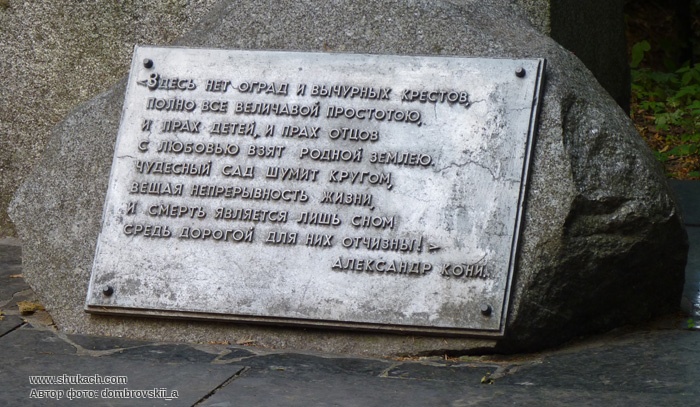 «Здесь нет оград и вычурных крестов,
полно все величавой простотою,
и прах детей, и прах отцов
с любовью взят родной землею.
Чудесный сад шумит кругом,
вещая непрерывность жизни,
и смерть является лишь сном
средь дорогой для них отчизны!»
Александр Кони.
www.shukach.com
Автор фото: dombrovskii_a